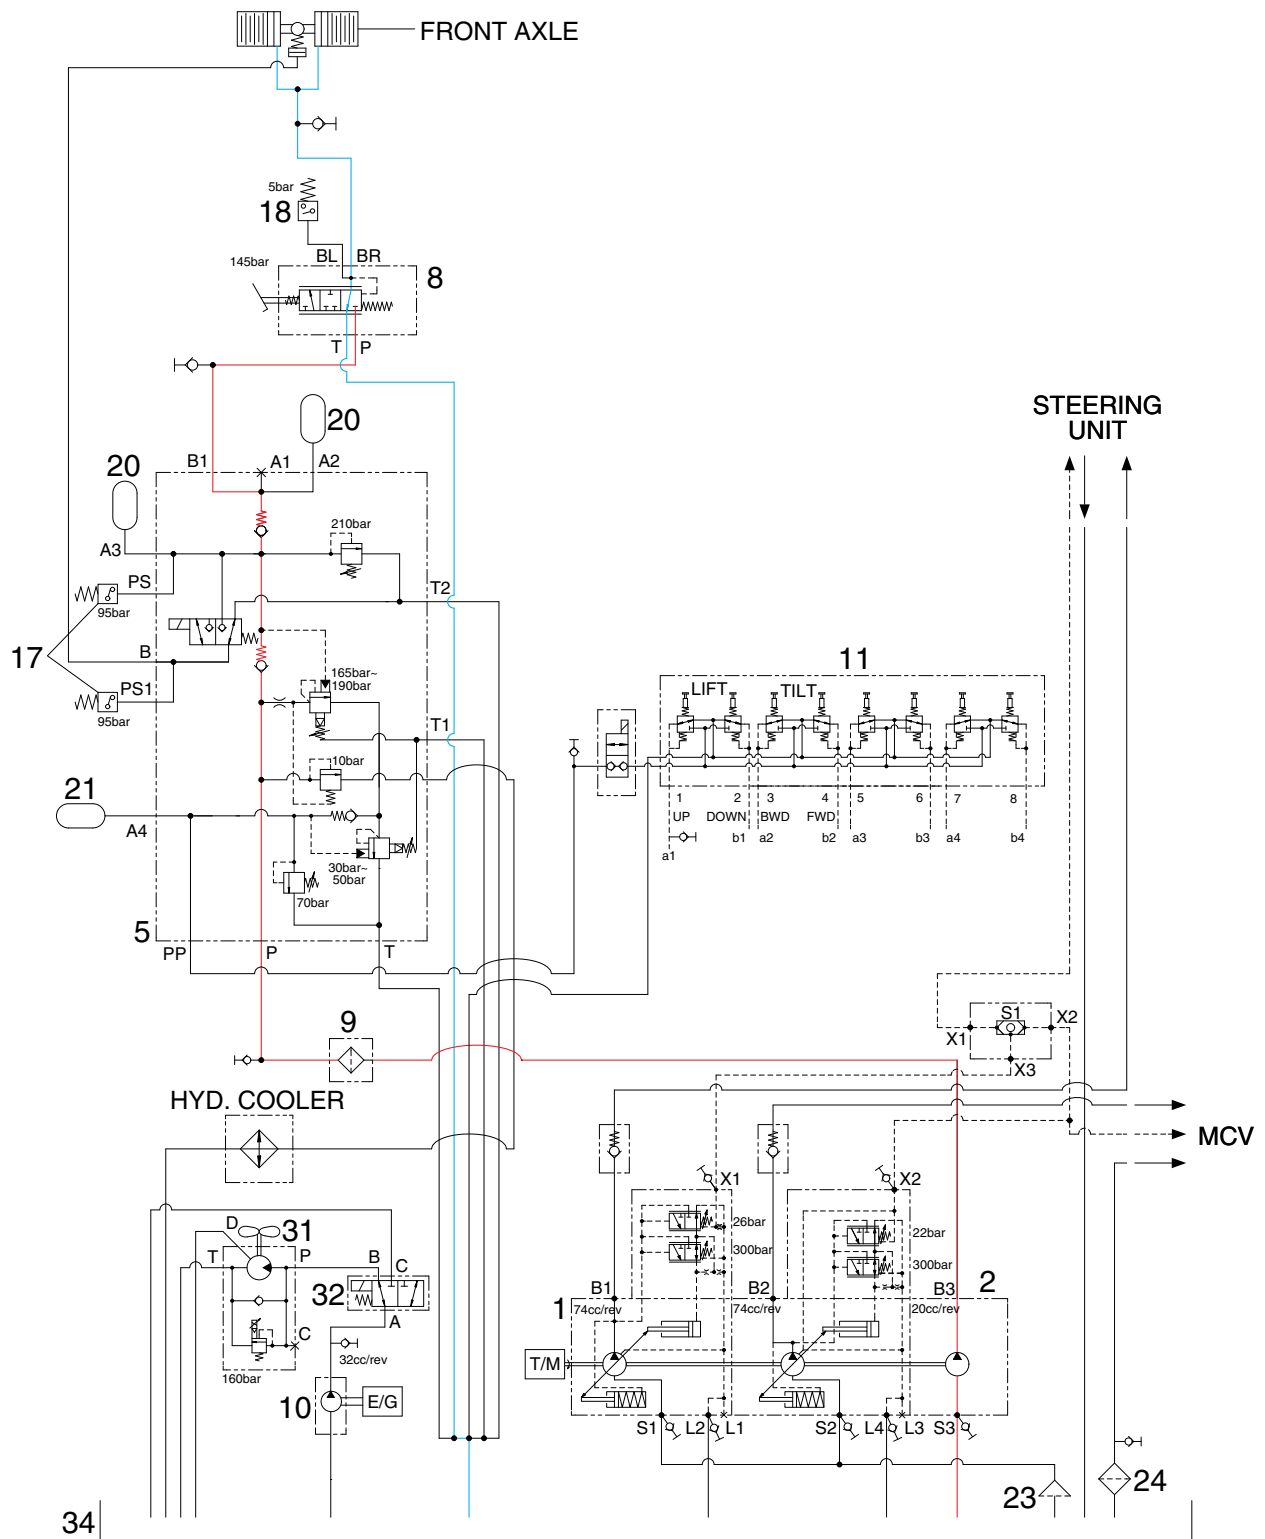 FRONT AXLE
5bar
18
BL BR
145bar
8
T P
20
20
B1 A1 A2
STEERING
UNIT
210bar
A3
PS
95bar
T2
17
B
PS1
95bar
165bar~
190bar
T1
11
LIFT TILT
10bar
21
A4
1 2 3 4 5 6 7 8
UP DOWN BWD FWD
a1 b1 a2 b2 a3 b3 a4 b4
30bar~
50bar
70bar
5
PP P T
9
S1
X1 X2
X3
HYD. COOLER
MCV
X1 X2
26bar 22bar
300bar 300bar
D 31
T P
B C
32
A
C
160bar
32cc/rev
10
E/G
1 B1 B2 B3 2
74cc/rev 74cc/rev 20cc/rev
T/M
S1 L2 L1 S2 L4 L3 S3
23 24
34